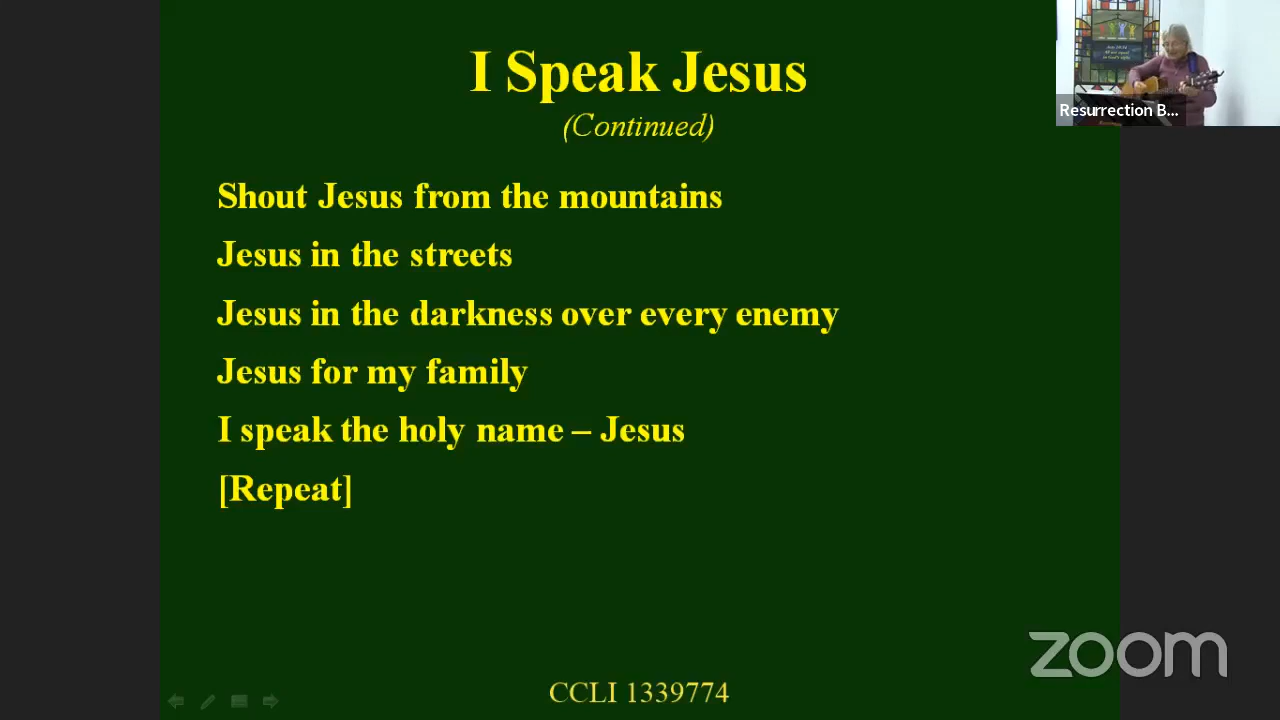 I Speak Jesus
(Continued)
Shout Jesus from the mountains
Jesus in the streets
Jesus in the darkness over every enemy
Jesus for my family
I speak the holy name – Jesus
[Repeat]
CCLI 1339774
Resurrection B...
zoom